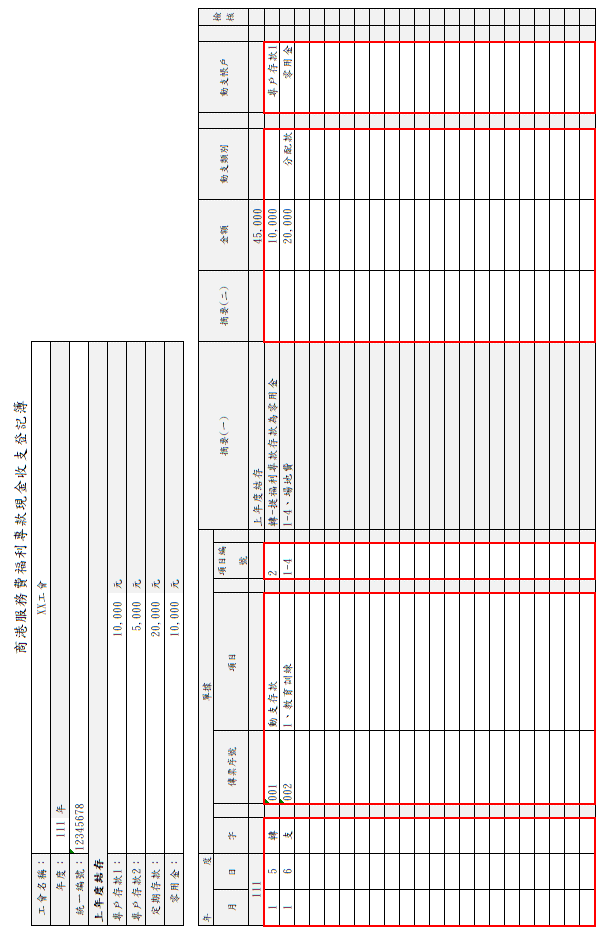 商港服務費福利專款現金收支登記簿
工會名稱： XX工會
年度： 111 年
統一編號： 12345678
上年度結存
專戶存款1： 10,000 元
專戶存款2： 5,000 元
定期存款： 20,000 元
零用金： 10,000 元
年 度 單據 摘要(一) 摘要(二) 金額 動支類別 動支帳戶 檢核
月 日 字 傳票序號 項目 項目編號
111 上年度結存 45,000
1 5 轉 001 動支存款 2 轉-提福利專款存款為零用金 10,000 專戶存款1
1 6 支 002 1、教育訓練 1-4 1-4、場地費 20,000 分配款 零用金